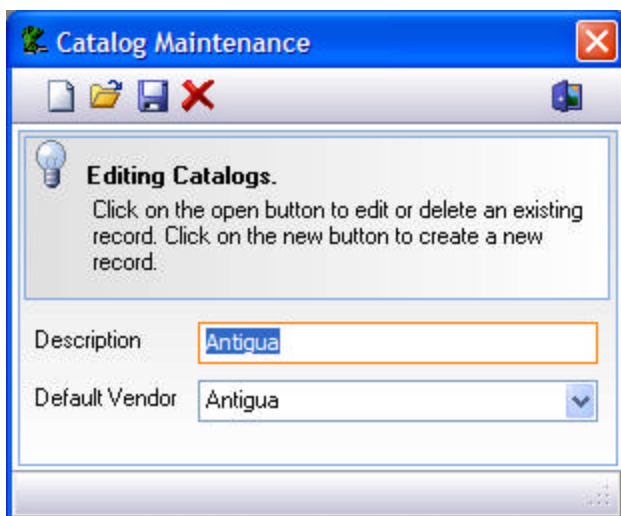 Catalog Maintenance
Editing Catalogs.
Click on the open button to edit or delete an existing
record. Click on the new button to create a new
record.
Description
Antigua
Default Vendor
Antigua